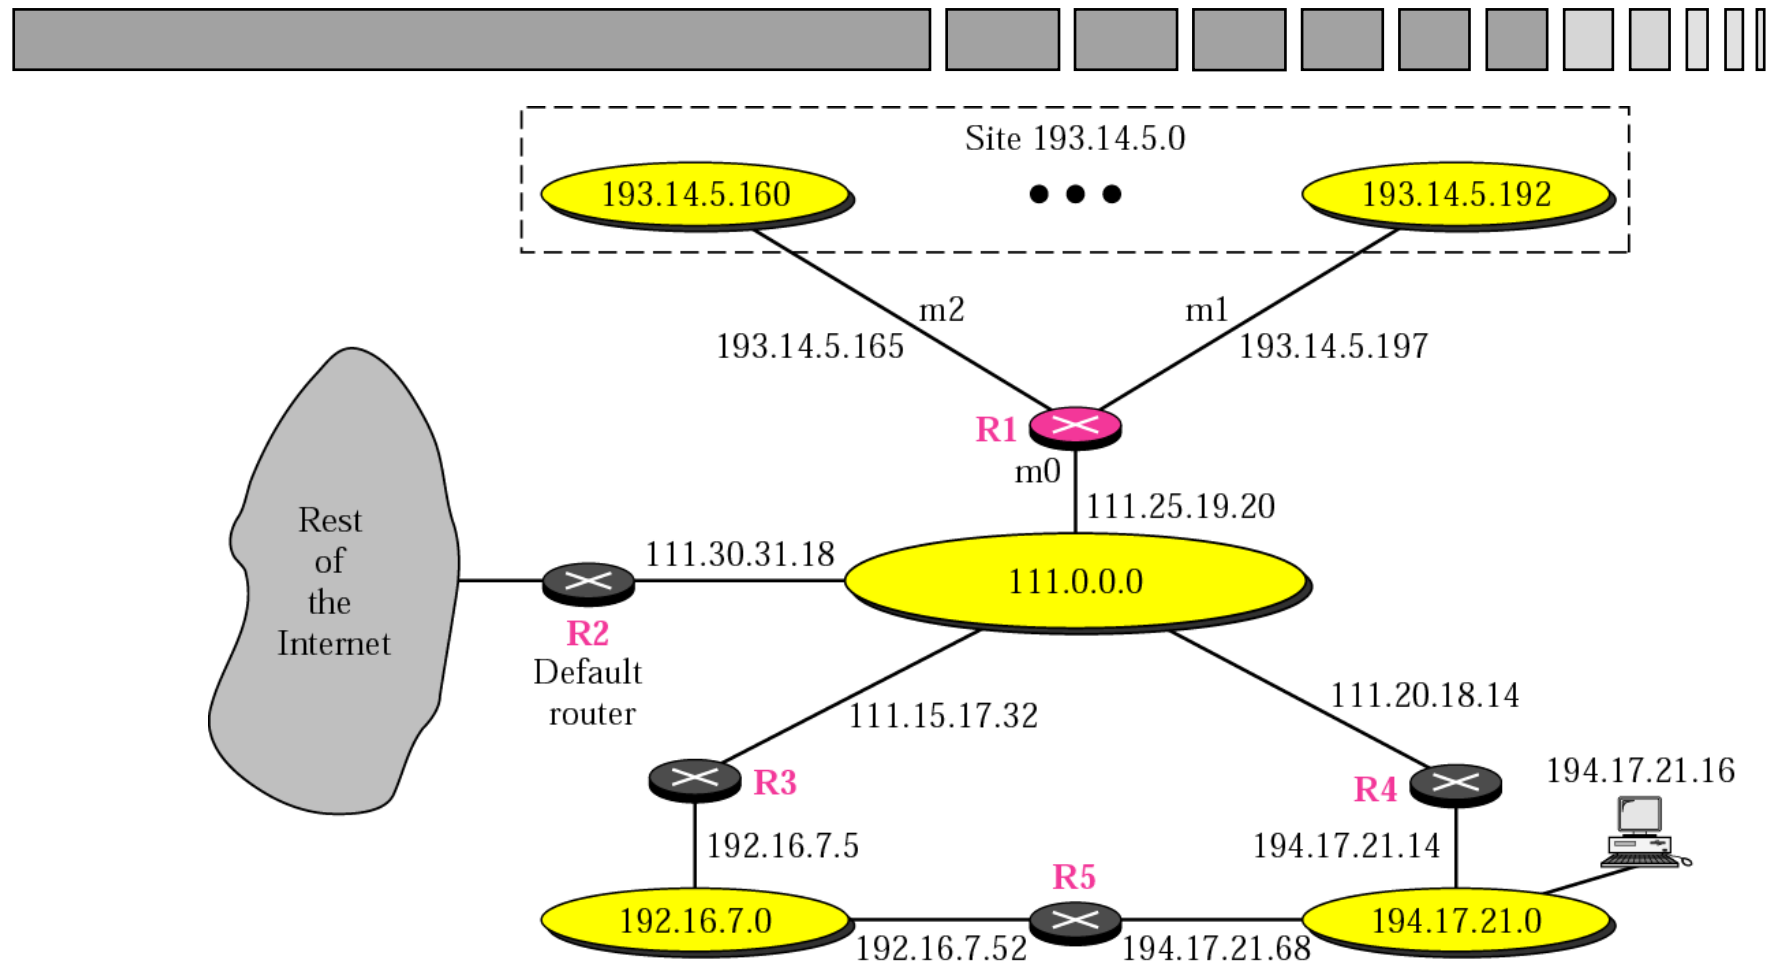 Site 193.14.5.0
193.14.5.160
193.14.5.192
m2
m1
193.14.5.165
193.14.5.197
R1
m0
111.25.19.20
Rest
of
the
Internet
111.30.31.18
111.0.0.0
R2
Default
router
111.15.17.32
111.20.18.14
R3
R4
194.17.21.16
192.16.7.5
194.17.21.14
R5
192.16.7.0
194.17.21.0
192.16.7.52
194.17.21.68